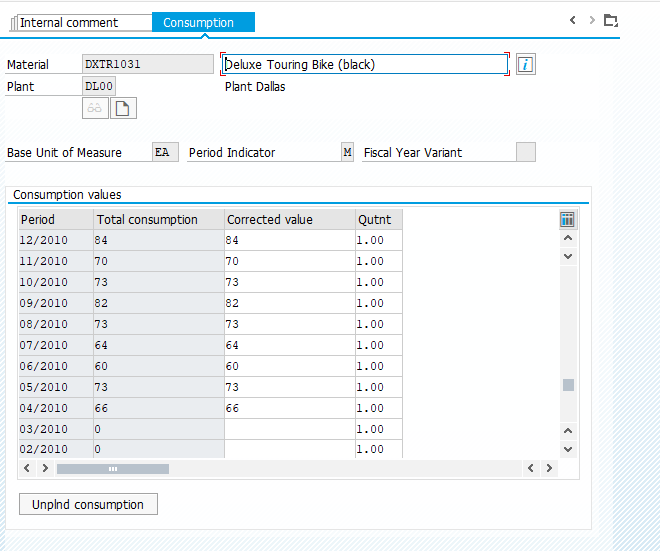 Internal comment Consumption
Material DXTR1031 Deluxe Touring Bike (black)
Plant DL00 Plant Dallas
Base Unit of Measure EA Period Indicator M Fiscal Year Variant
Consumption values
Period Total consumption Corrected value Qutnt
12/2010 84 84 1.00
11/2010 70 70 1.00
10/2010 73 73 1.00
09/2010 82 82 1.00
08/2010 73 73 1.00
07/2010 64 64 1.00
06/2010 60 60 1.00
05/2010 73 73 1.00
04/2010 66 66 1.00
03/2010 0 1.00
02/2010 0 1.00
Unplnd consumption